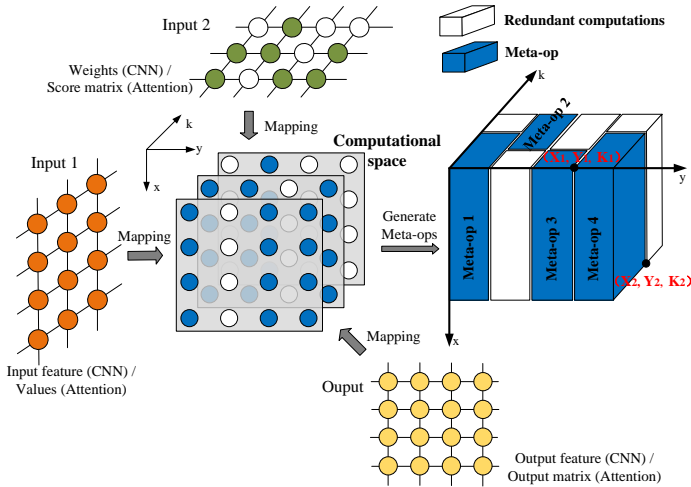 Input 2
Weights (CNN) /
Score matrix (Attention)
Redundant computations
Meta-op
k
y
x
Mapping
Computational
space
Input 1
Mapping
Generate
Meta-ops
k
Meta-op 2
(X1, Y1, K1)
y
Meta-op 1
Meta-op 3
Meta-op 4
(X2, Y2, K2)
x
Mapping
Input feature (CNN) /
Values (Attention)
Ouput
Output feature (CNN) /
Output matrix (Attention)